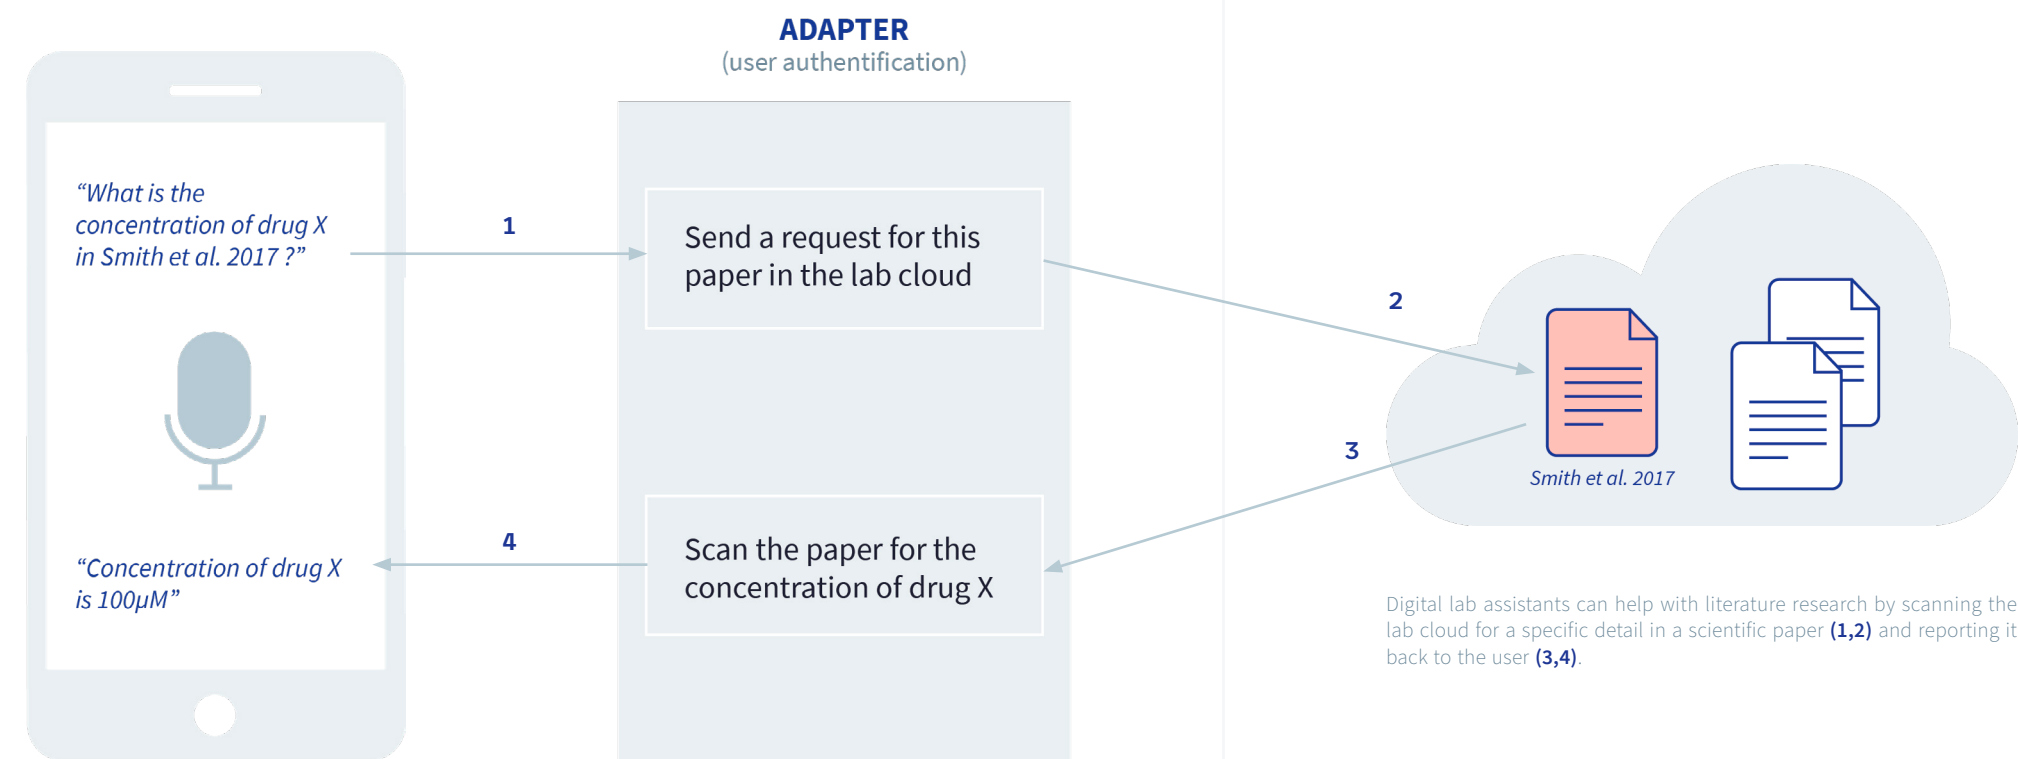 ADAPTER
(user authentification)
“What is the
concentration of drug X
in Smith et al. 2017 ?”
1
Send a request for this
paper in the lab cloud
2
3
Smith et al. 2017
4
Scan the paper for the
concentration of drug X
“Concentration of drug X
is 100µM”
Digital lab assistants can help with literature research by scanning the
lab cloud for a specific detail in a scientific paper (1,2) and reporting it
back to the user (3,4).